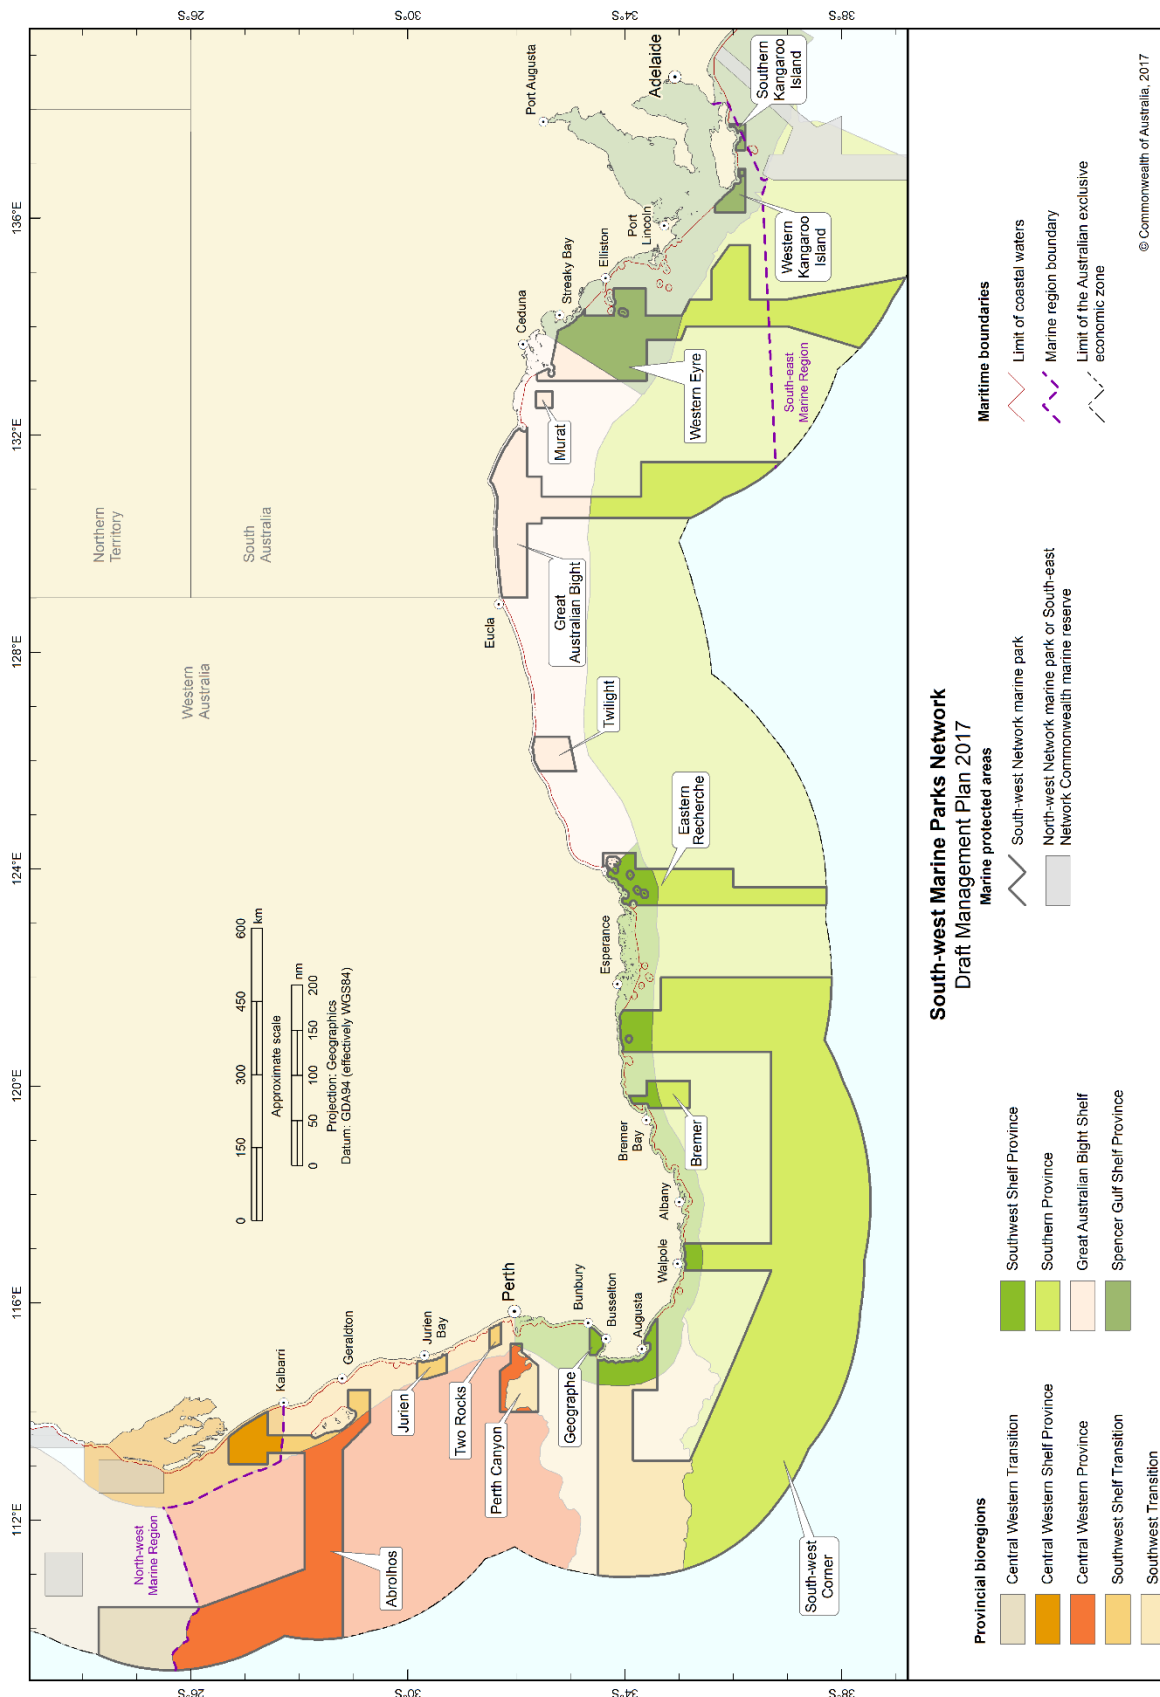 112°E
116°E
120°E
124°E
128°E
132°E
136°E
26°S
30°S
34°S
38°S
26°S
30°S
34°S
38°S
Northern
Territory
Western
Australia
South
Australia
0 150 300 450 600
km
Approximate scale
nm
0 50 100 150 200
Projection: Geographics
Datum: GDA94 (effectively WGS84)
North-west
Marine Region
Kalbarri
Geraldton
Jurien
Bay
Perth
Bunbury
Busselton
Augusta
Walpole
Albany
Bremer
Bay
Esperance
Eucla
Ceduna
Streaky Bay
Elliston
Port
Lincoln
Port Augusta
Adelaide
Abrolhos
Jurien
Two Rocks
Perth Canyon
Geographe
South-west
Corner
Bremer
Eastern
Recherche
Twilight
Great
Australian Bight
Murat
Western Eyre
Western
Kangaroo
Island
Southern
Kangaroo
Island
South-east
Marine Region
South-west Marine Parks Network
Draft Management Plan 2017
Provincial bioregions
Central Western Transition
Central Western Shelf Province
Central Western Province
Southwest Shelf Transition
Southwest Transition
Southwest Shelf Province
Southern Province
Great Australian Bight Shelf
Spencer Gulf Shelf Province
Marine protected areas
South-west Network marine park
North-west Network marine park or South-east
Network Commonwealth marine reserve
Maritime boundaries
Limit of coastal waters
Marine region boundary
Limit of the Australian exclusive
economic zone
© Commonwealth of Australia, 2017